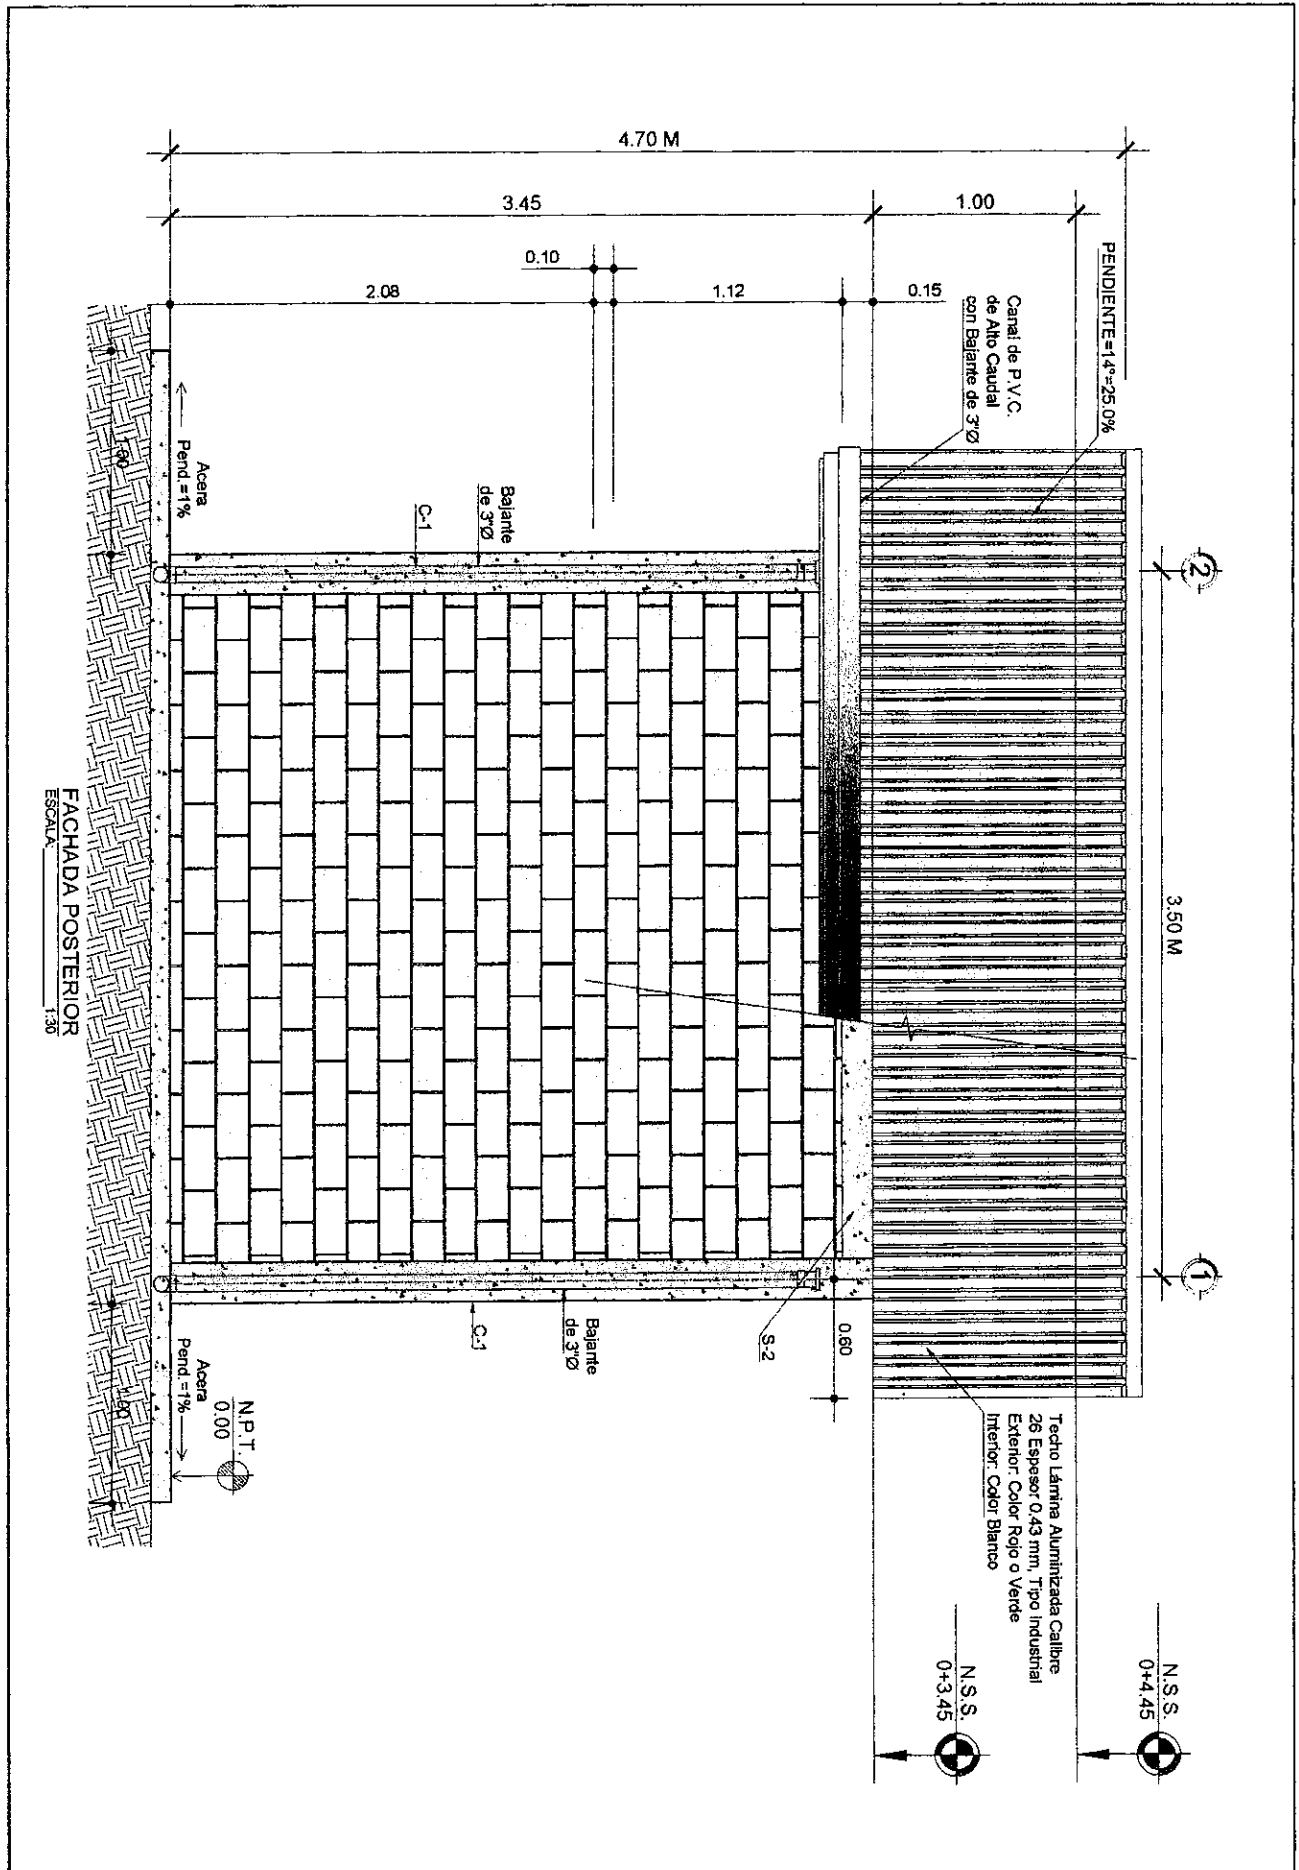 4.70 M
3.45
1.00
0.10
2.08
1.12
0.15
PENDIENTE=14°=25.0%
Canal de P.V.C.
de Alto Caudal
con Bajante de 3"Ø
2
3.50 M
1
Bajante
de 3"Ø
C-1
Acera
Pend.=1%
1.00
Bajante
de 3"Ø
C-1
S-2
0.60
Techo Lámina Aluminizada Calibre
26 Espesor 0.43 mm, Tipo Industrial
Exterior: Color Rojo o Verde
Interior: Color Blanco
N.S.S.
0+4.45
N.S.S.
0+3.45
N.P.T.
0.00
Acera
Pend.=1%
1.00
FACHADA POSTERIOR
ESCALA: 1:30